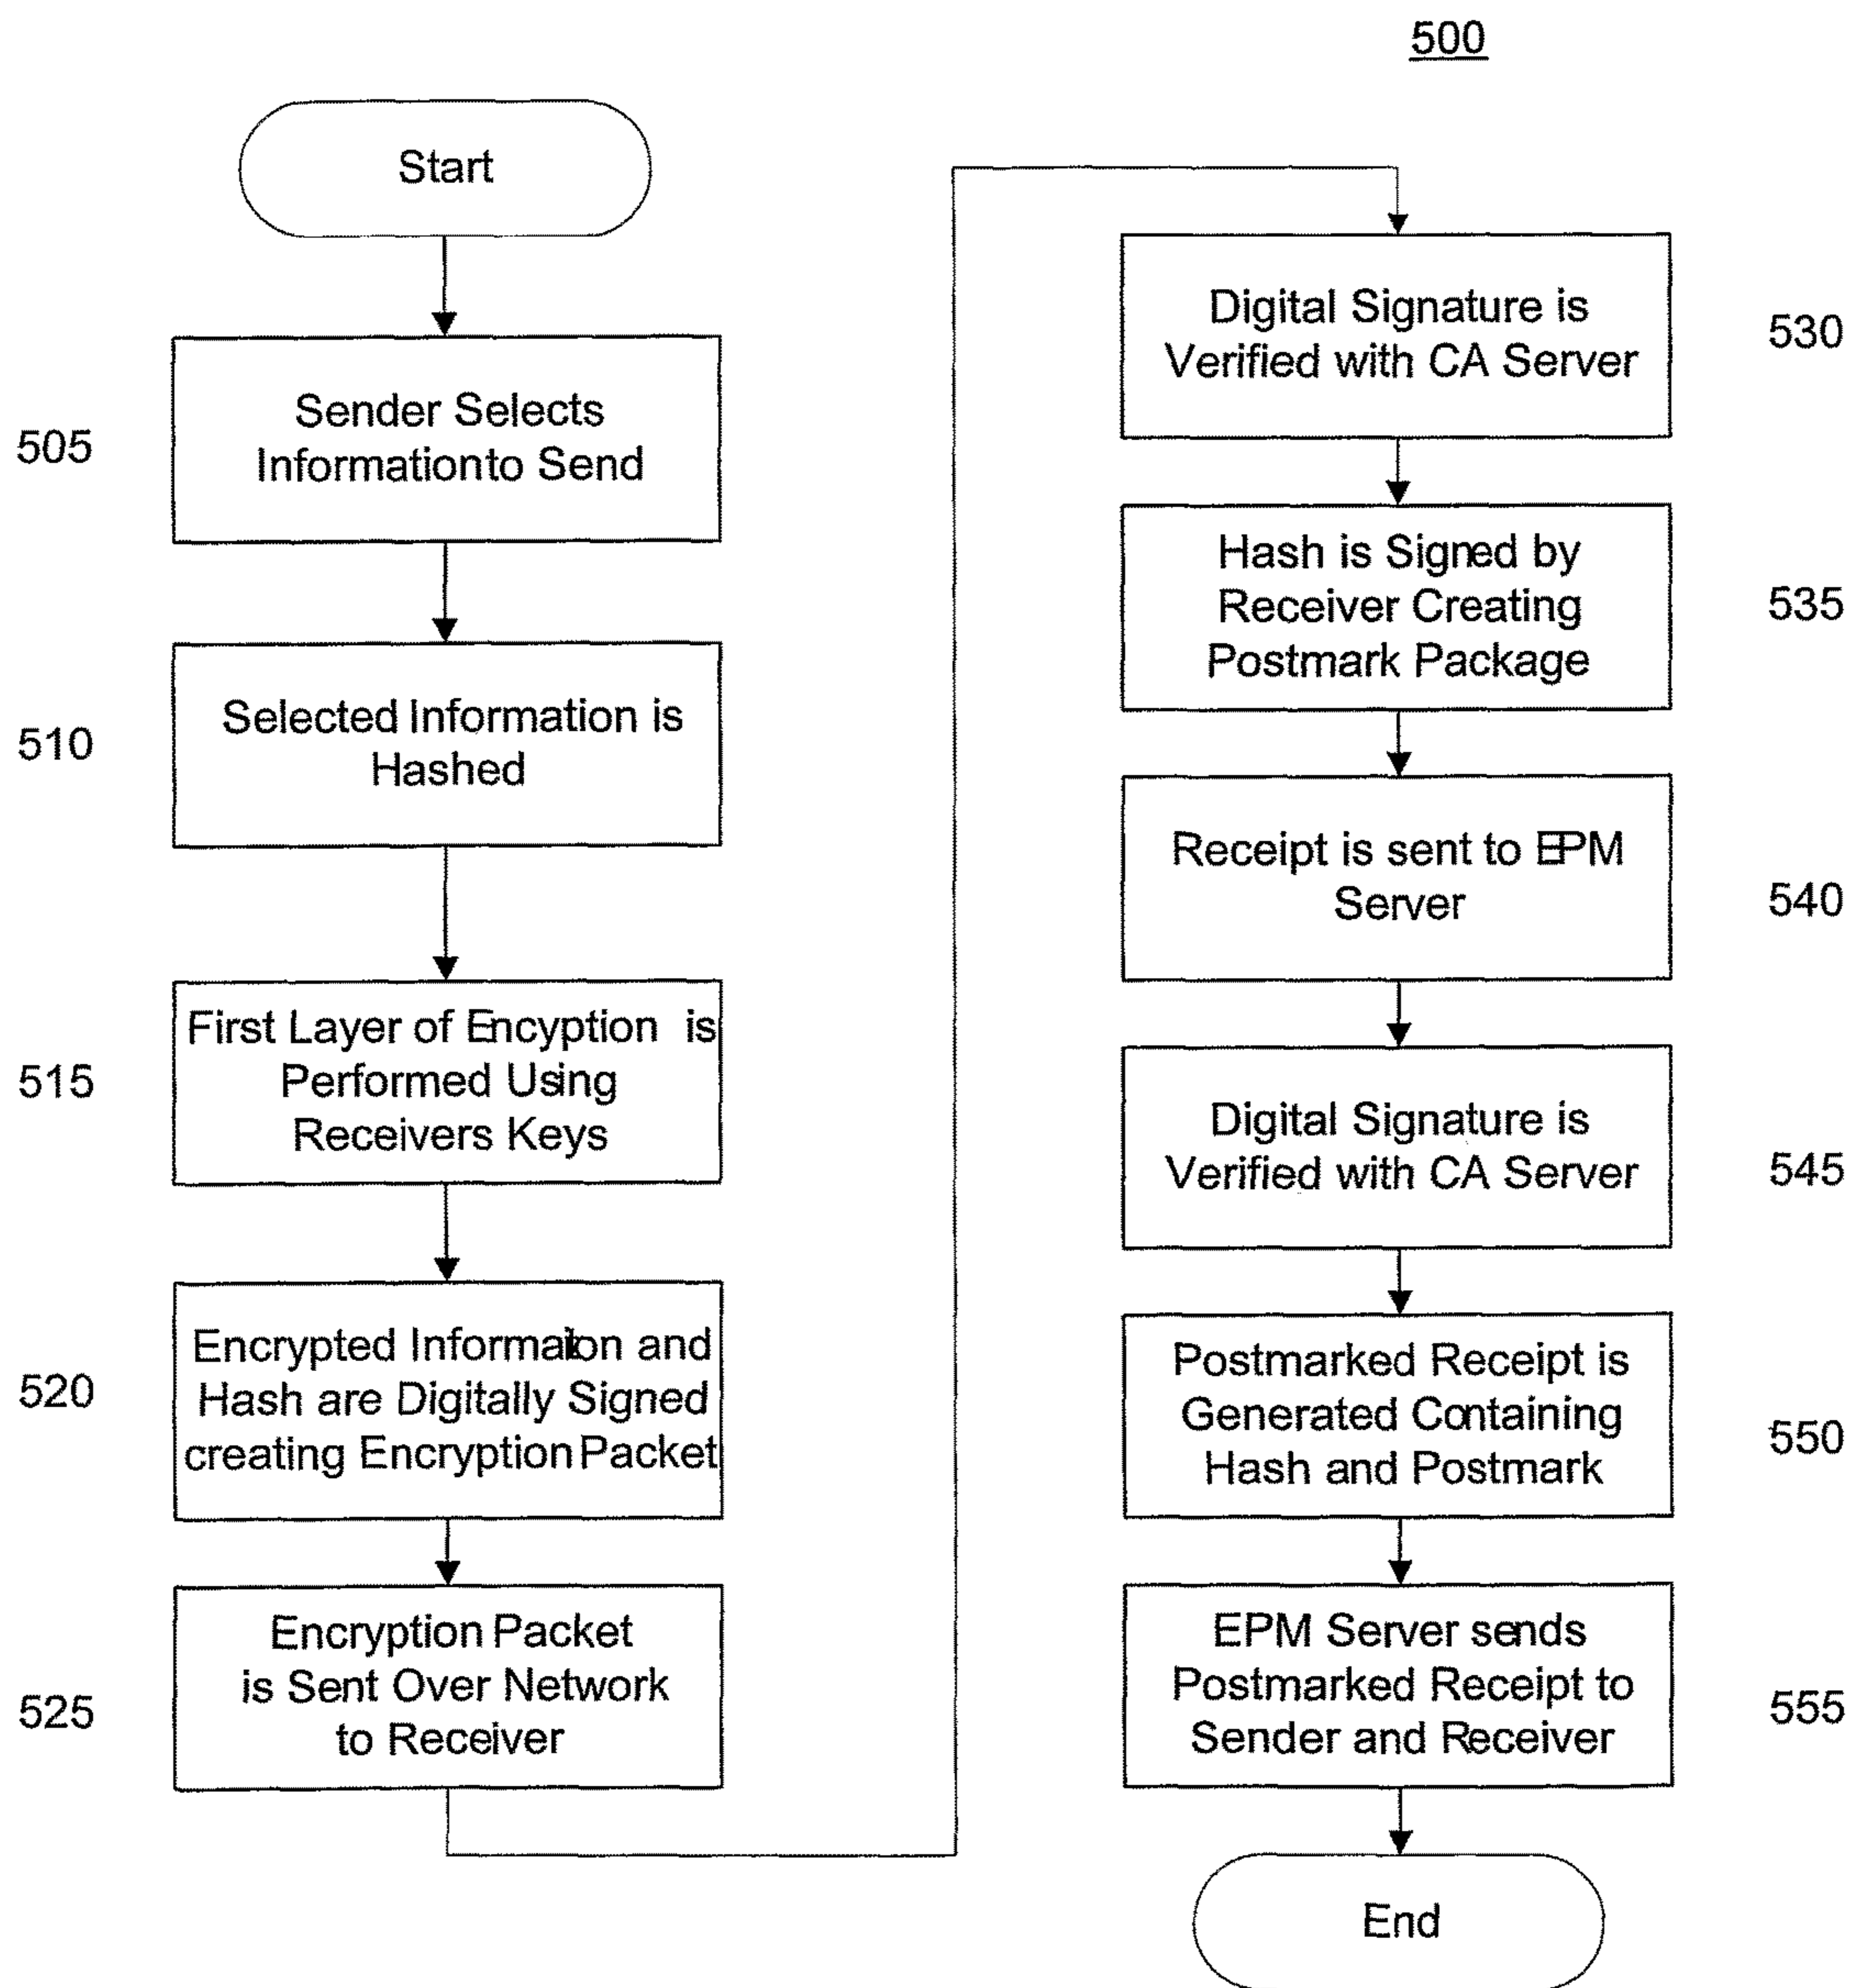 500
Start
505
Sender Selects
Information to Send
510
Selected Information is
Hashed
515
First Layer of Encyption is
Performed Using
Receivers Keys
520
Encrypted Information and
Hash are Digitally Signed
creating Encryption Packet
525
Encryption Packet
is Sent Over Network
to Receiver
Digital Signature is
Verified with CA Server
530
Hash is Signed by
Receiver Creating
Postmark Package
535
Receipt is sent to EPM
Server
540
Digital Signature is
Verified with CA Server
545
Postmarked Receipt is
Generated Containing
Hash and Postmark
550
EPM Server sends
Postmarked Receipt to
Sender and Receiver
555
End